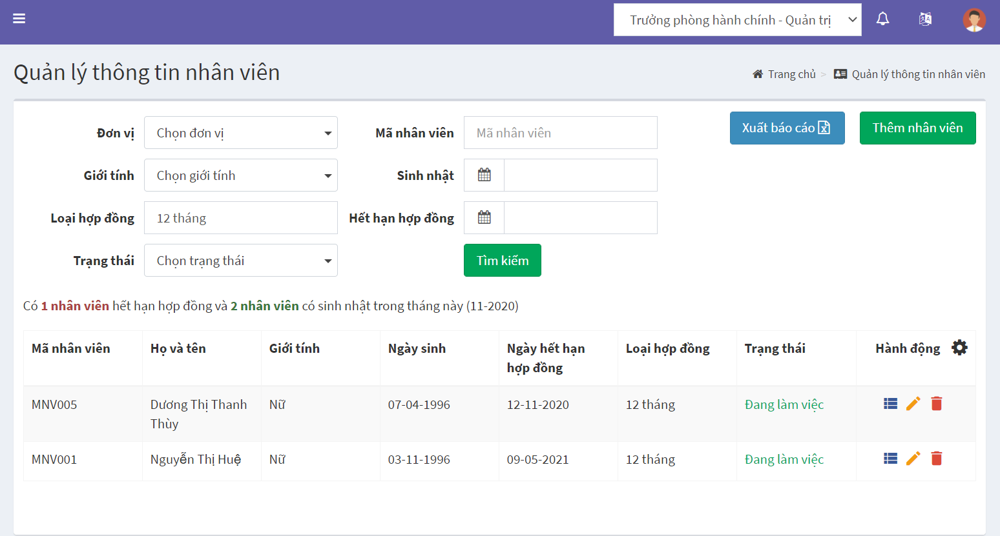 Trưởng phòng hành chính - Quản trị
Quản lý thông tin nhân viên
Trang chủ > Quản lý thông tin nhân viên
Đơn vị Chọn đơn vị Mã nhân viên Mã nhân viên Xuất báo cáo Thêm nhân viên
Giới tính Chọn giới tính Sinh nhật
Loại hợp đồng 12 tháng Hết hạn hợp đồng
Trạng thái Chọn trạng thái Tìm kiếm
Có 1 nhân viên hết hạn hợp đồng và 2 nhân viên có sinh nhật trong tháng này (11-2020)
Mã nhân viên Họ và tên Giới tính Ngày sinh Ngày hết hạn Loại hợp đồng Trạng thái Hành động
hợp đồng
MNV005 Dương Thị Thanh Nữ 07-04-1996 12-11-2020 12 tháng Đang làm việc
Thùy
MNV001 Nguyễn Thị Huệ Nữ 03-11-1996 09-05-2021 12 tháng Đang làm việc